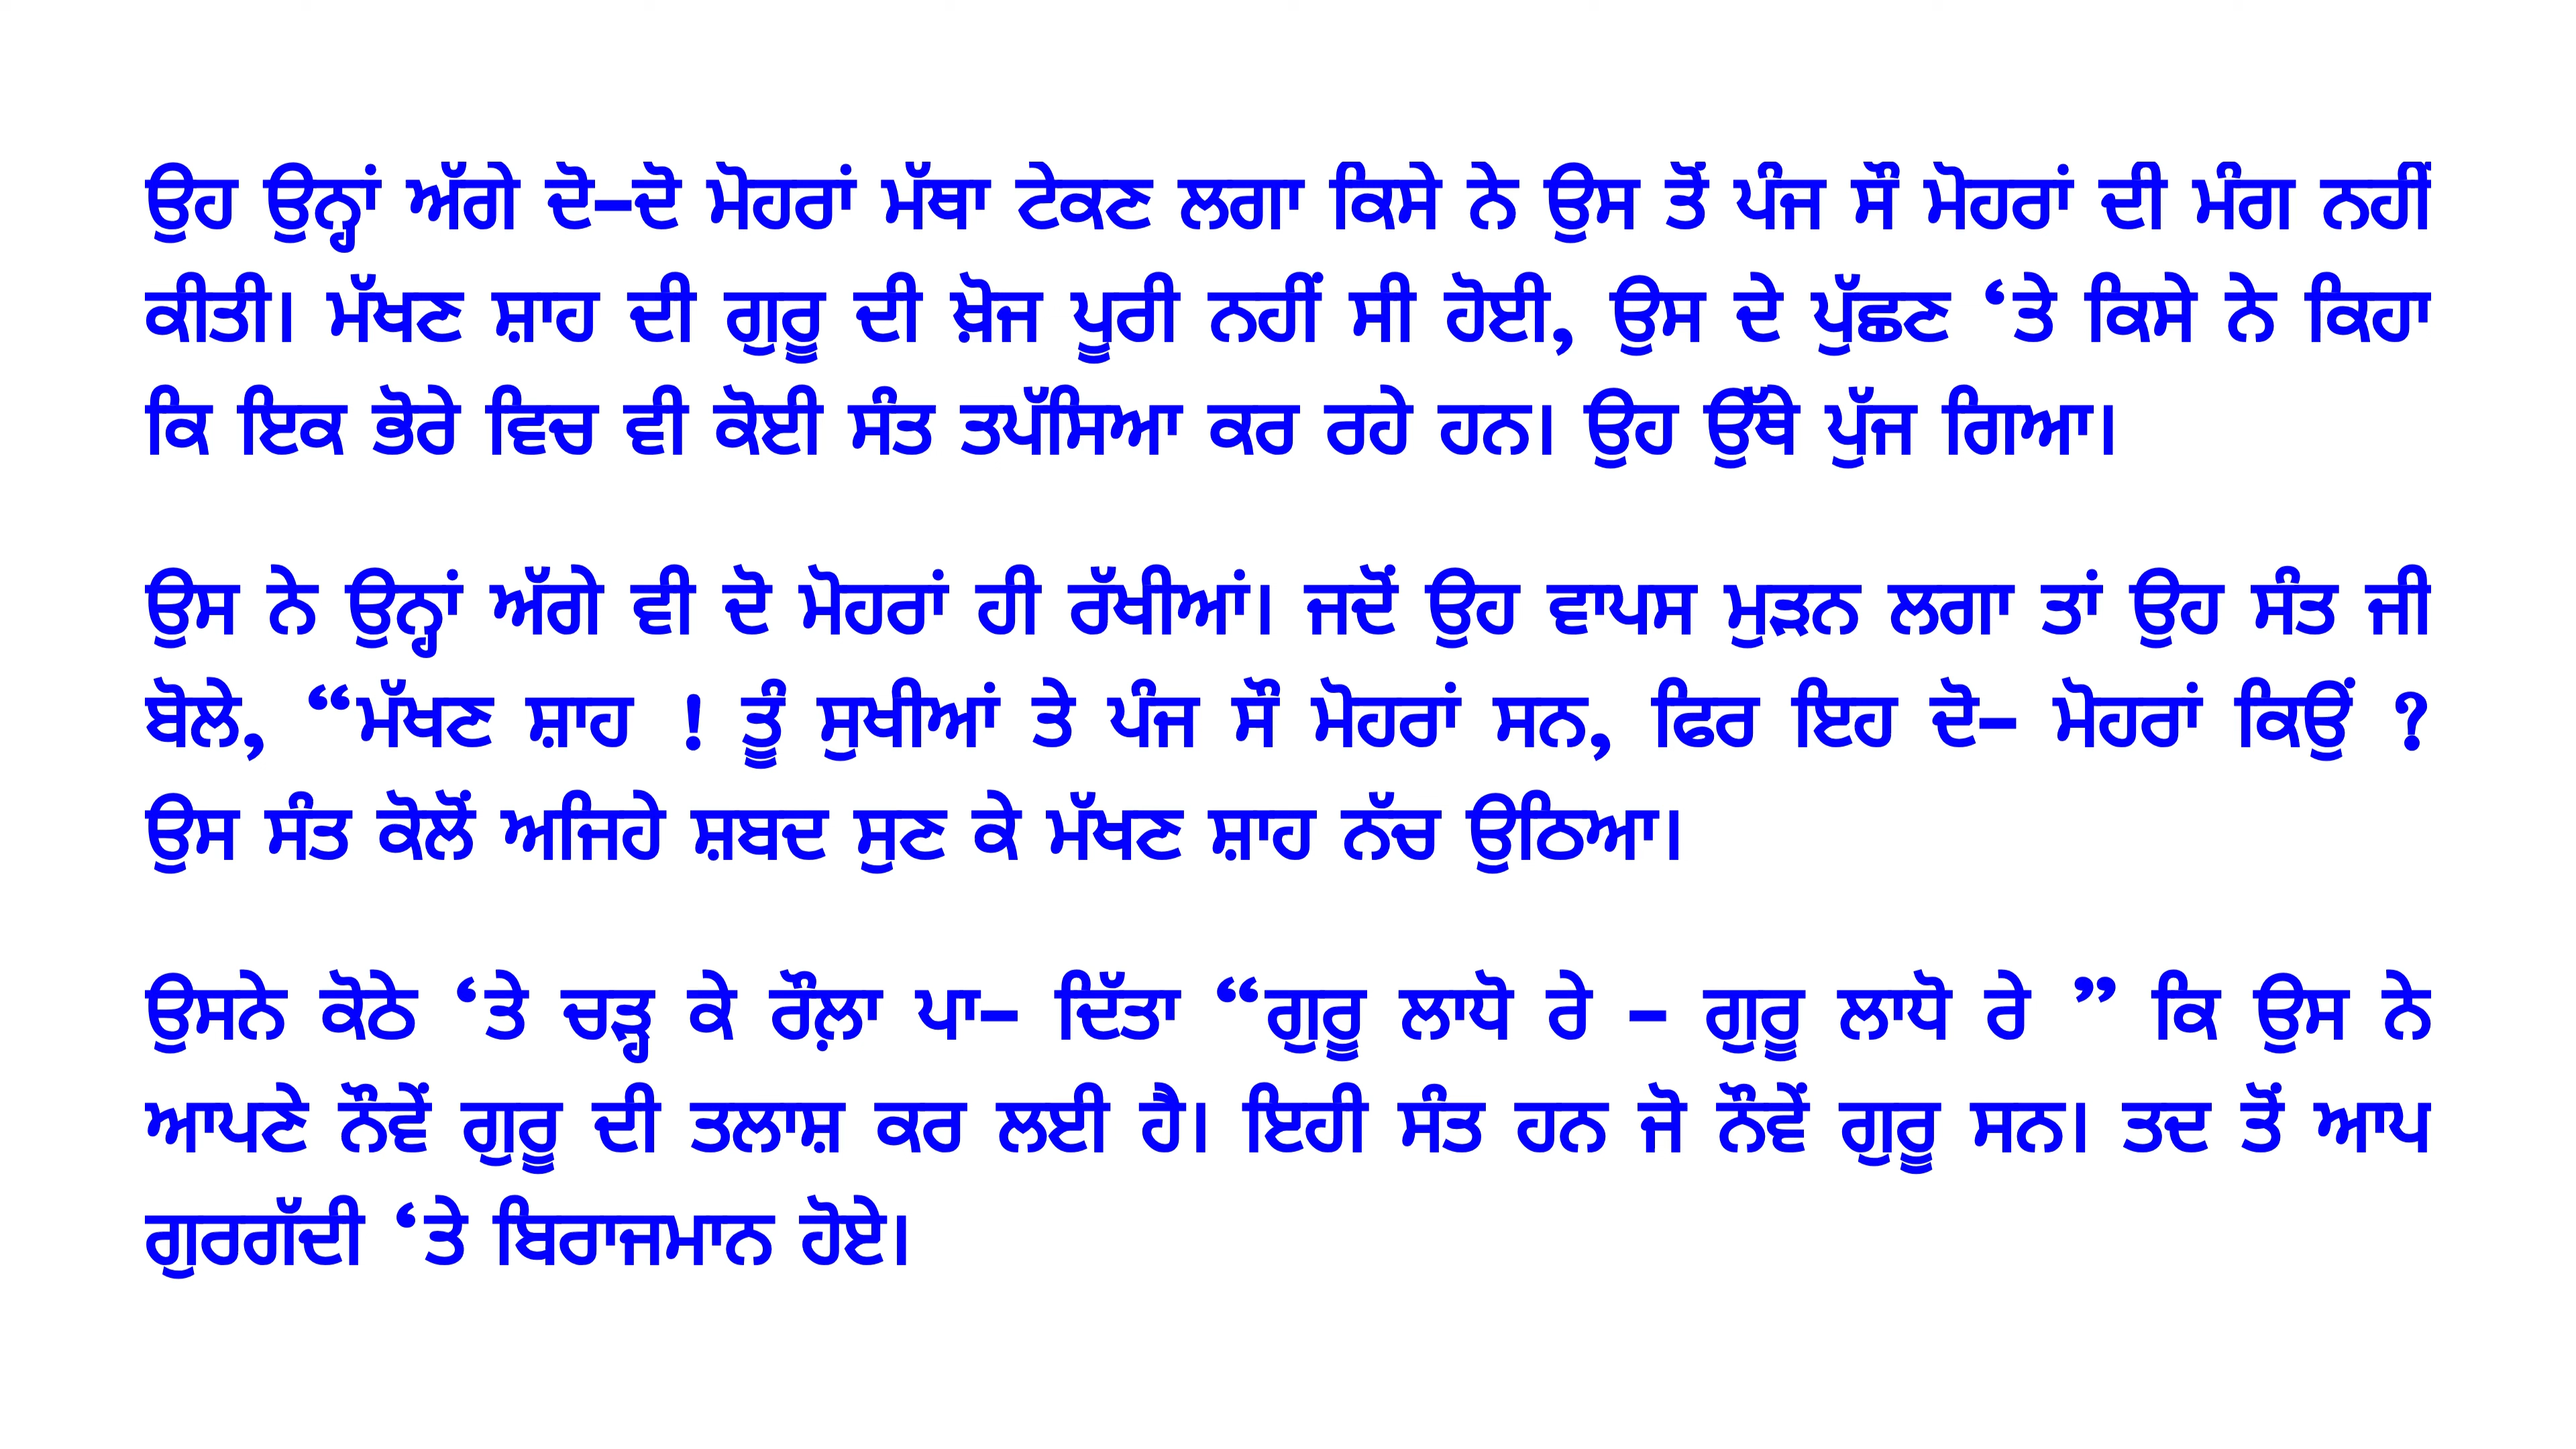 ਉਹ ਉਨ੍ਹਾਂ ਅੱਗੇ ਦੋ–ਦੋ ਮੋਹਰਾਂ ਮੱਥਾ ਟੇਕਣ ਲਗਾ ਕਿਸੇ ਨੇ ਉਸ ਤੋਂ ਪੰਜ ਸੌ ਮੋਹਰਾਂ ਦੀ ਮੰਗ ਨਹੀਂ
ਕੀਤੀ। ਮੱਖਣ ਸ਼ਾਹ ਦੀ ਗੁਰੂ ਦੀ ਖ਼ੋਜ ਪੂਰੀ ਨਹੀਂ ਸੀ ਹੋਈ, ਉਸ ਦੇ ਪੁੱਛਣ ‘ਤੇ ਕਿਸੇ ਨੇ ਕਿਹਾ
ਕਿ ਇਕ ਭੋਰੇ ਵਿਚ ਵੀ ਕੋਈ ਸੰਤ ਤਪੱਸਿਆ ਕਰ ਰਹੇ ਹਨ। ਉਹ ਉੱਥੇ ਪੁੱਜ ਗਿਆ।
ਉਸ ਨੇ ਉਨ੍ਹਾਂ ਅੱਗੇ ਵੀ ਦੋ ਮੋਹਰਾਂ ਹੀ ਰੱਖੀਆਂ। ਜਦੋਂ ਉਹ ਵਾਪਸ ਮੁੜਨ ਲਗਾ ਤਾਂ ਉਹ ਸੰਤ ਜੀ
ਬੋਲੇ, “ਮੱਖਣ ਸ਼ਾਹ ! ਤੂੰ ਸੁਖੀਆਂ ਤੇ ਪੰਜ ਸੌ ਮੋਹਰਾਂ ਸਨ, ਫਿਰ ਇਹ ਦੋ– ਮੋਹਰਾਂ ਕਿਉਂ ?
ਉਸ ਸੰਤ ਕੋਲੋਂ ਅਜਿਹੇ ਸ਼ਬਦ ਸੁਣ ਕੇ ਮੱਖਣ ਸ਼ਾਹ ਨੱਚ ਉਠਿਆ।
ਉਸਨੇ ਕੋਠੇ ‘ਤੇ ਚੜ੍ਹ ਕੇ ਰੌਲ਼ਾ ਪਾ– ਦਿੱਤਾ “ਗੁਰੂ ਲਾਧੋ ਰੇ – ਗੁਰੂ ਲਾਧੋ ਰੇ ” ਕਿ ਉਸ ਨੇ
ਆਪਣੇ ਨੌਵੇਂ ਗੁਰੂ ਦੀ ਤਲਾਸ਼ ਕਰ ਲਈ ਹੈ। ਇਹੀ ਸੰਤ ਹਨ ਜੋ ਨੌਵੇਂ ਗੁਰੂ ਸਨ। ਤਦ ਤੋਂ ਆਪ
ਗੁਰਗੱਦੀ ‘ਤੇ ਬਿਰਾਜਮਾਨ ਹੋਏ।